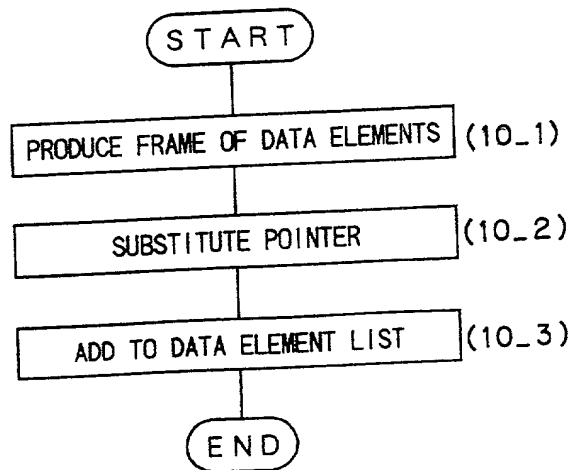 START
PRODUCE FRAME OF DATA ELEMENTS (10_1)
SUBSTITUTE POINTER (10_2)
ADD TO DATA ELEMENT LIST (10_3)
END